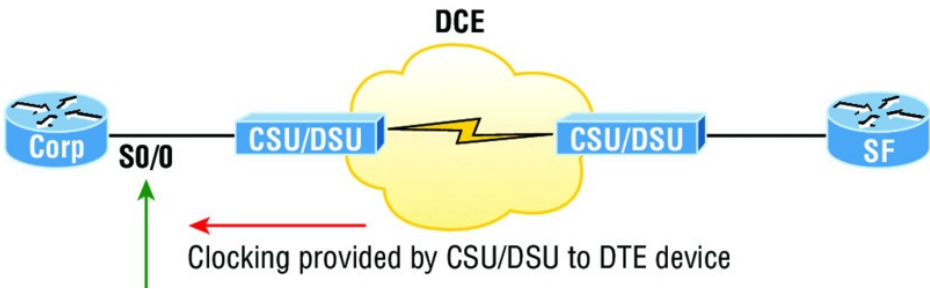 DCE
Corp
S0/0
CSU/DSU
CSU/DSU
SF
Clocking provided by CSU/DSU to DTE device